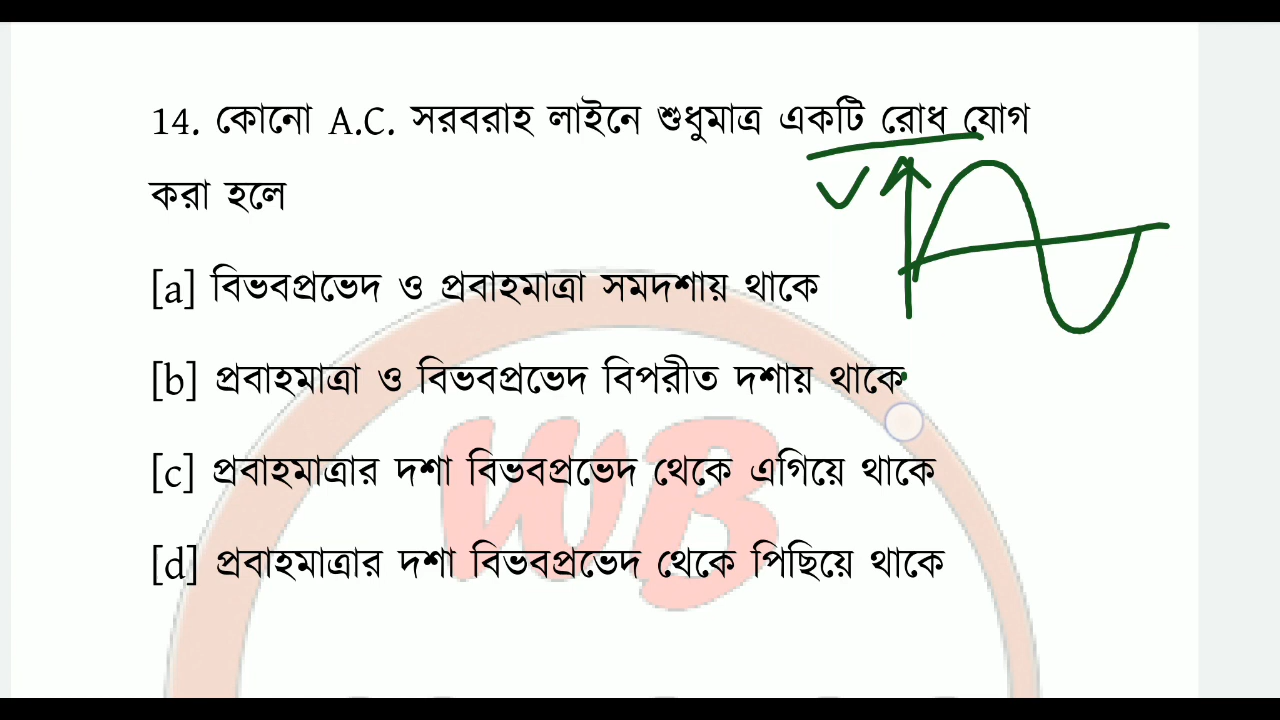 14. কোনো A.C. সরবরাহ লাইনে শুধুমাত্র একটি রোধ যোগ
করা হলে
V
[a] বিভবপ্রভেদ ও প্রবাহমাত্রা সমদশায় থাকে
[b] প্রবাহমাত্রা ও বিভবপ্রভেদ বিপরীত দশায় থাকে
[c] প্রবাহমাত্রার দশা বিভবপ্রভেদ থেকে এগিয়ে থাকে
WB
[d] প্রবাহমাত্রার দশা বিভবপ্রভেদ থেকে পিছিয়ে থাকে